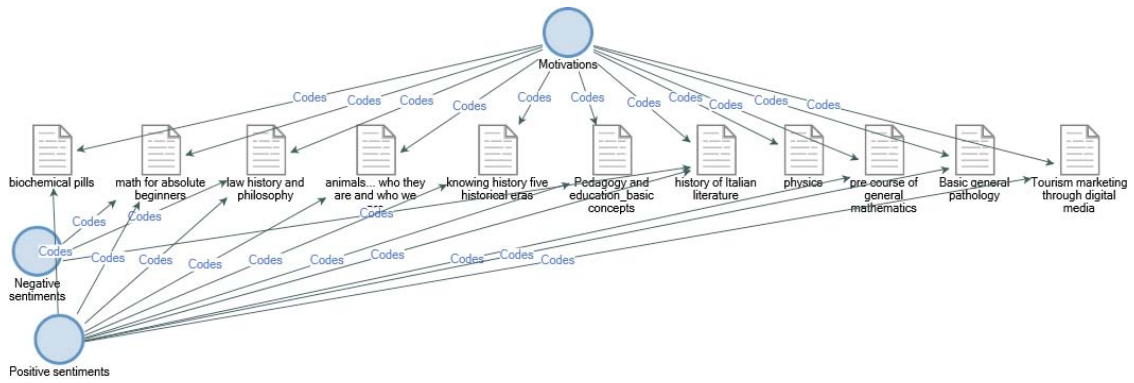 Motivations
Codes Codes Codes Codes Codes Codes Codes Codes Codes Codes Codes
biochemical pills
math for absolute
beginners
law history and
philosophy
animals... who they
are and who we
knowing history five
historical eras
Pedagogy and
education_basic
concepts
history of Italian
literature
physics
pre course of
general
mathematics
Basic general
pathology
Tourism marketing
through digital
media
Codes Codes Codes
Codes Codes Codes Codes Codes Codes Codes Codes Codes Codes
Negative
sentiments
Positive sentiments